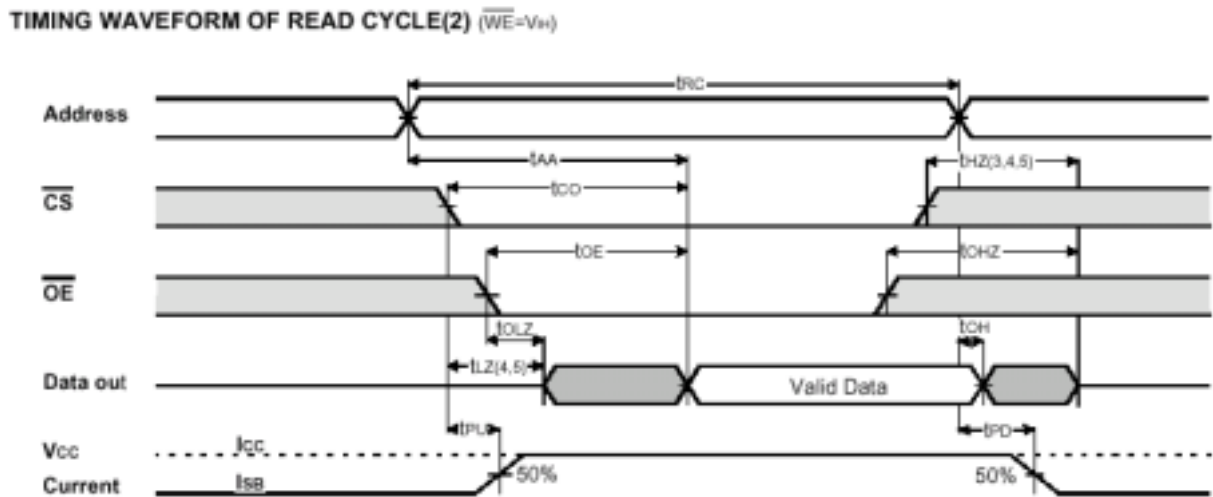 TIMING WAVEFORM OF READ CYCLE(2) (WE=VIH)
tRC
Address
tAA
tHZ(3,4,5)
CS
tCO
tOE
tOHZ
OE
tOLZ
tOH
tLZ(4,5)
Data out
Valid Data
tPU
tPD
VCC
ICC
50%
50%
Current
ISB